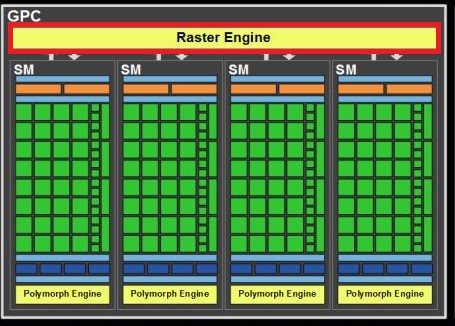 GPC
Raster Engine
SM SM SM SM
Polymorph Engine Polymorph Engine Polymorph Engine Polymorph Engine